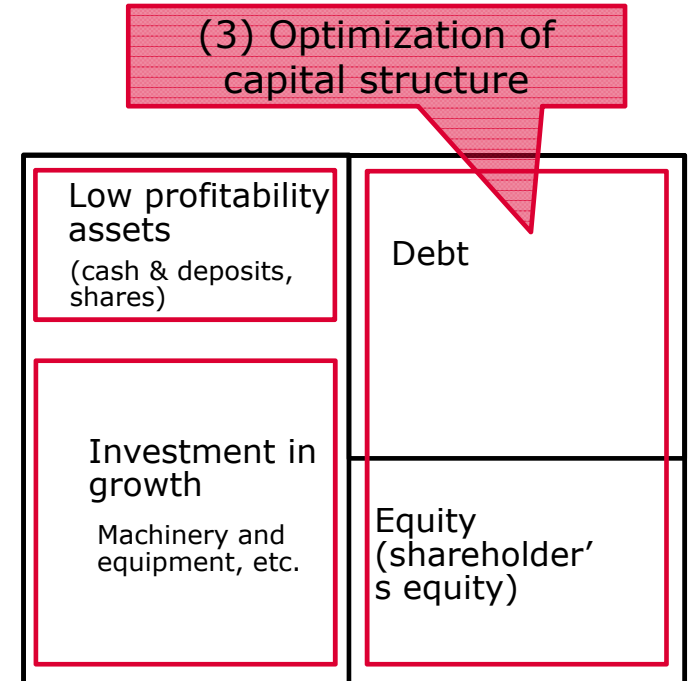 (3) Optimization of
capital structure
Low profitability
assets
(cash & deposits,
shares)
Debt
Investment in
growth
Machinery and
equipment, etc.
Equity
(shareholder’
s equity)